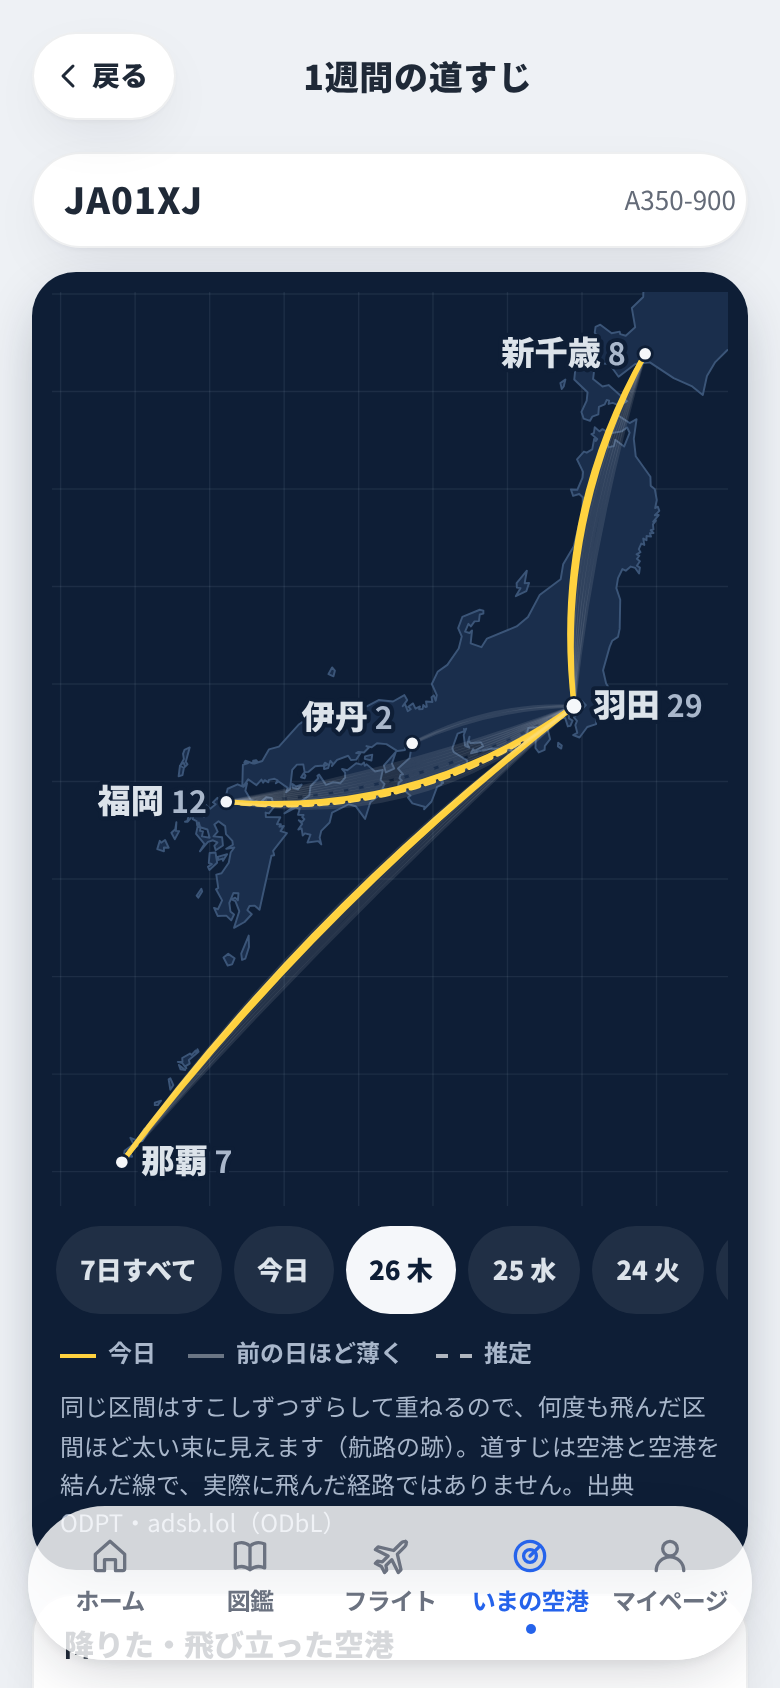 戻る
1週間の道すじ
JA01XJ
A350-900
新千歳 8
伊丹 2
羽田 29
福岡 12
那覇 7
7日すべて
今日
26 木
25 水
24 火
今日
前の日ほど薄く
推定
同じ区間はすこしずつずらして重ねるので、何度も飛んだ区
間ほど太い束に見えます（航路の跡）。道すじは空港と空港を
結んだ線で、実際に飛んだ経路ではありません。出典
ODPT・adsb.lol（ODbL）
ホーム
図鑑
フライト
いまの空港
マイページ
降りた・飛び立った空港